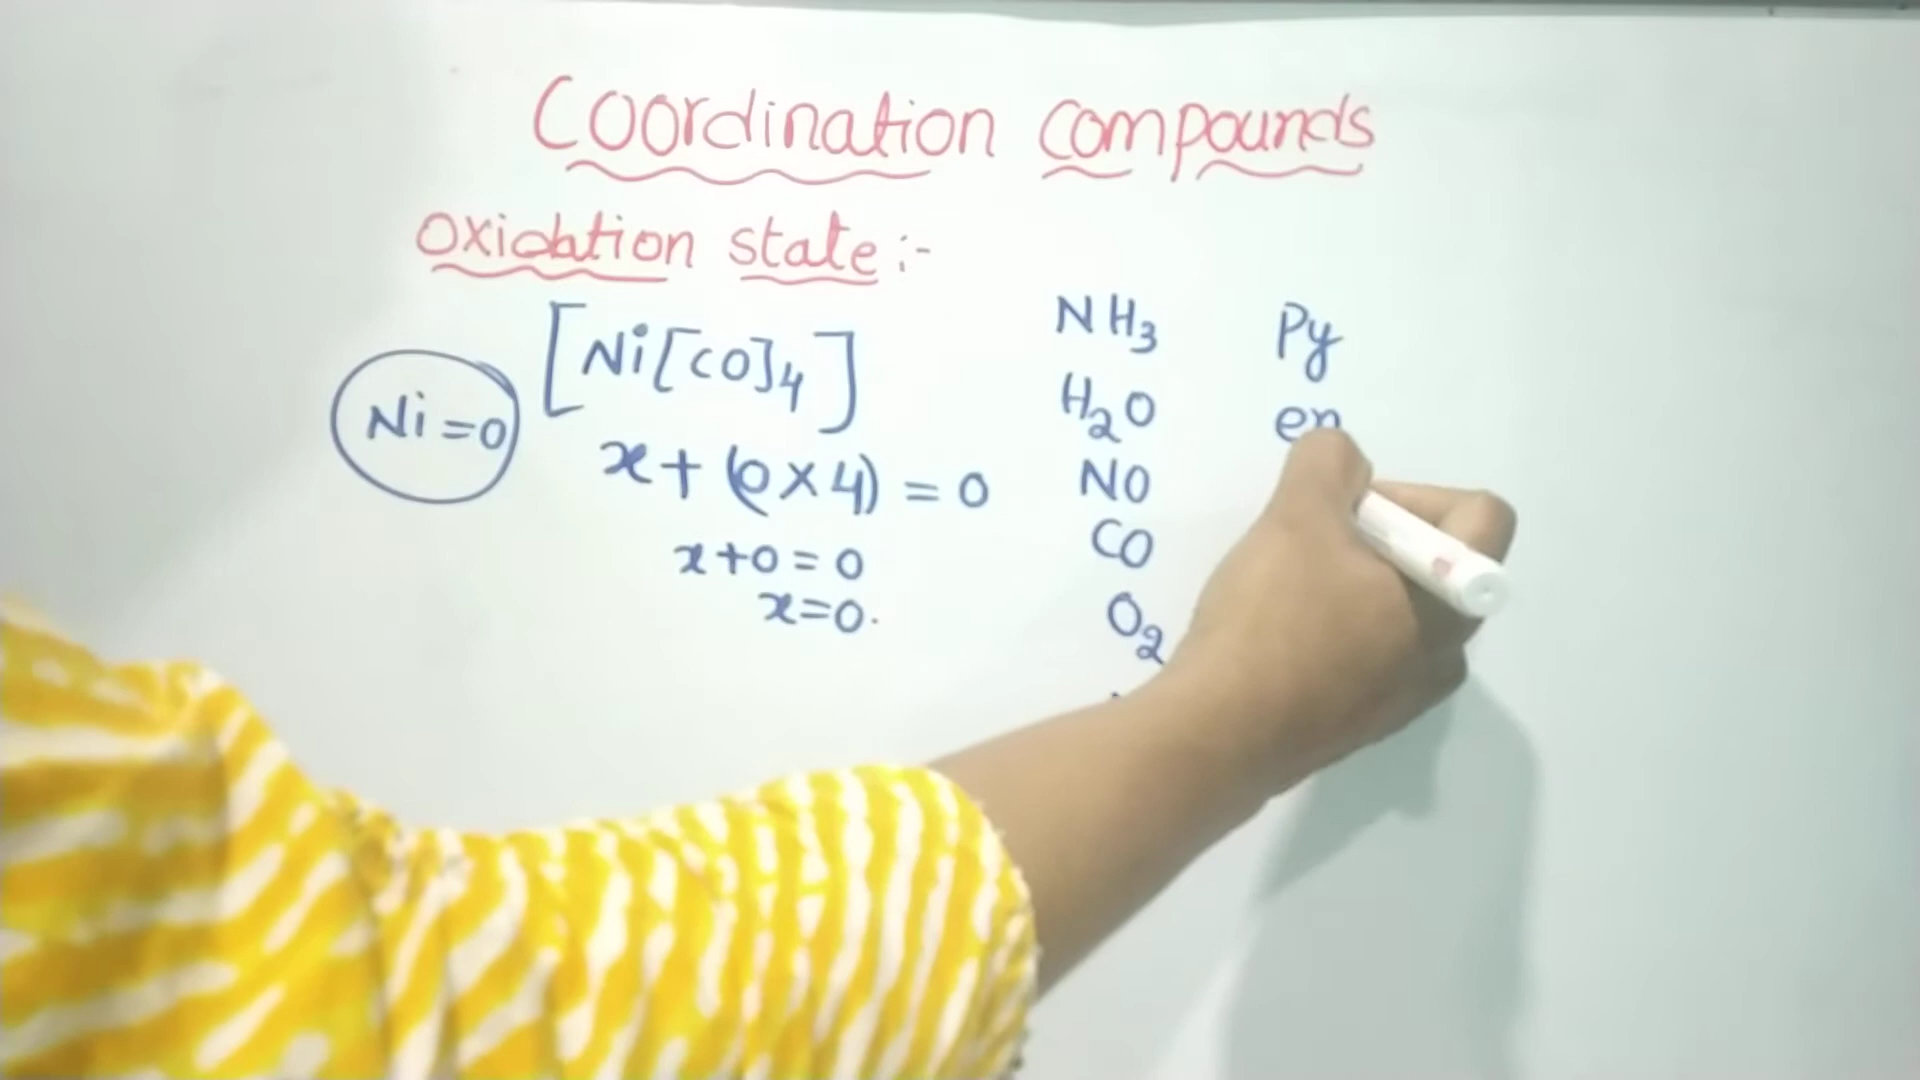 Coordination compounds
Oxidation state :-
[Ni[CO]4]
Ni=0
x+(0×4) = 0
x+0 = 0
x=0.
NH3
H2O
NO
CO
O2
Py
en